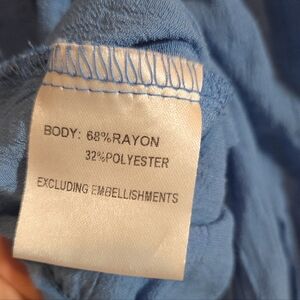 BODY: 68%RAYON
32%POLYESTER
EXCLUDING EMBELLISHMENTS